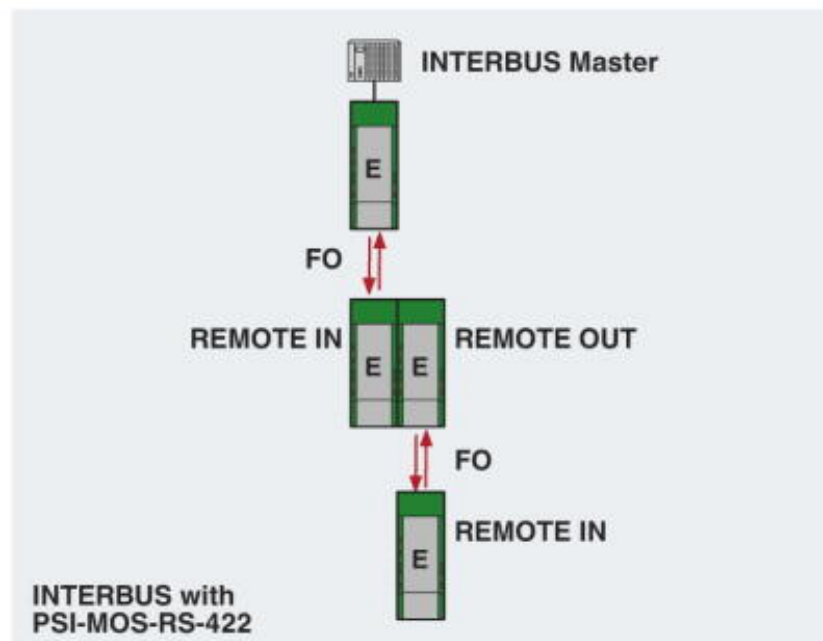 INTERBUS Master
E
FO
REMOTE IN
E
E
REMOTE OUT
FO
REMOTE IN
E
INTERBUS with
PSI-MOS-RS-422